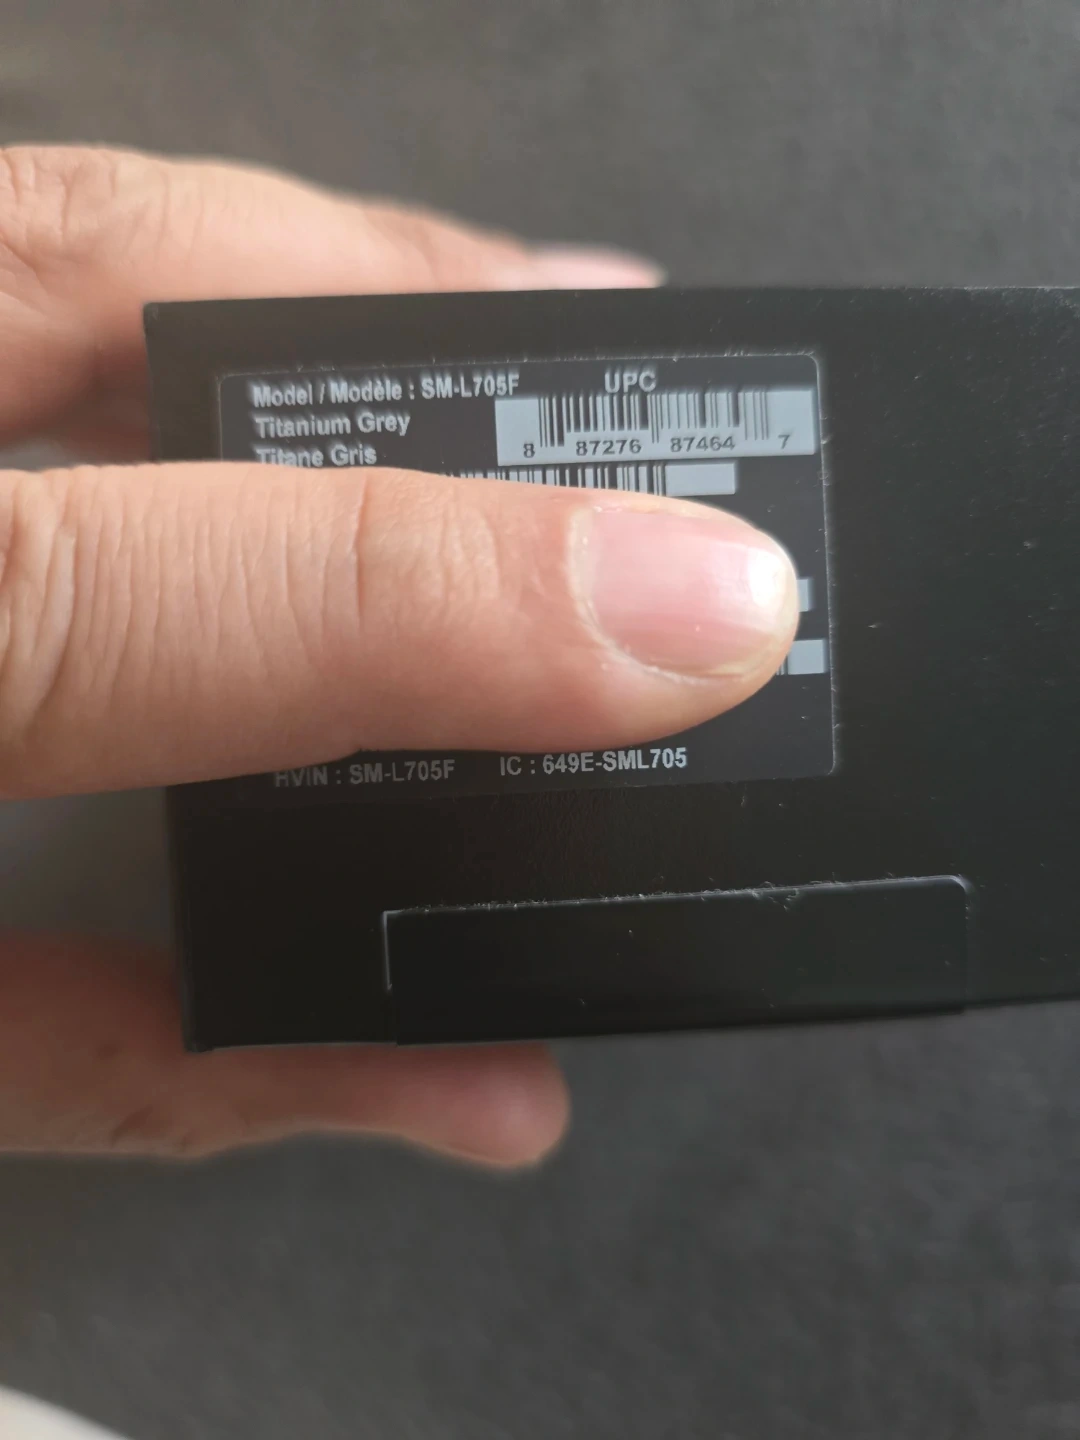 Model / Modèle : SM-L705F
UPC
Titanium Grey
Titane Gris
8 87276 87464 7
HVIN : SM-L705F IC : 649E-SML705